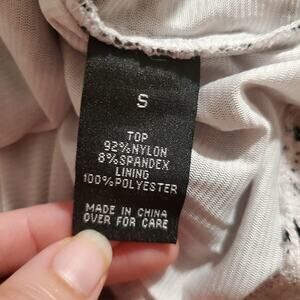 S
TOP
92%NYLON
8%SPANDEX
LINING
100%POLYESTER
MADE IN CHINA
OVER FOR CARE